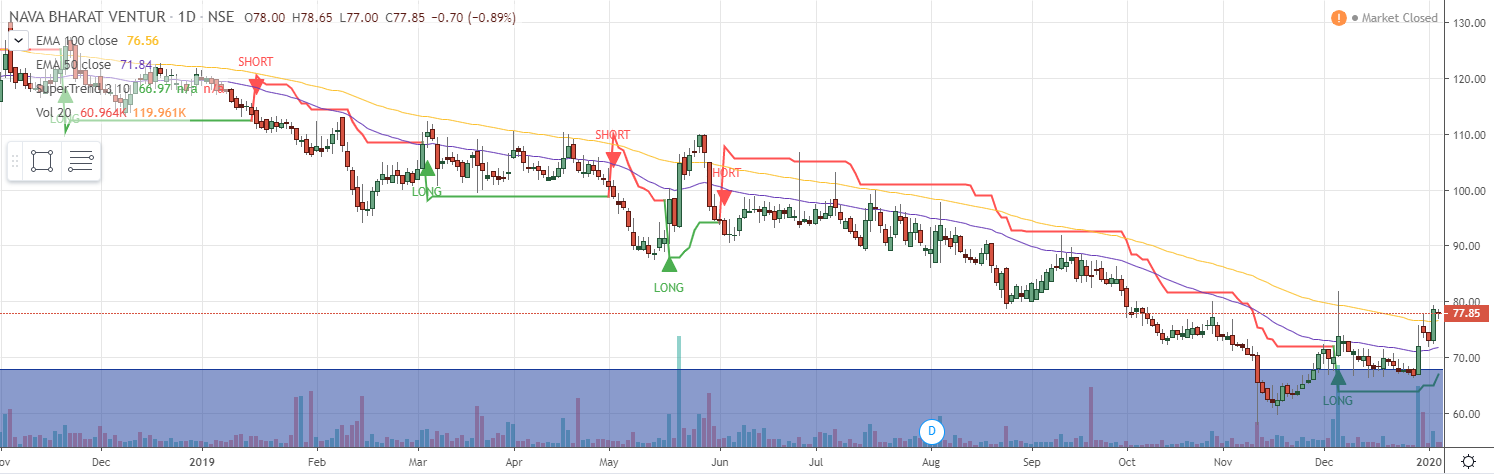 NAVA BHARAT VENTUR · 1D · NSE O78.00 H78.65 L77.00 C77.85 −0.70 (−0.89%)
! Market Closed
EMA 100 close 76.56
EMA 50 close 71.84
SuperTrend 3 10 66.97 n/a n/a
Vol 20 60.964K 119.961K
SHORT
LONG
LONG
SHORT
LONG
HORT
LONG
D
130.00
120.00
110.00
100.00
90.00
80.00
77.85
70.00
60.00
ov Dec 2019 Feb Mar Apr May Jun Jul Aug Sep Oct Nov Dec 2020